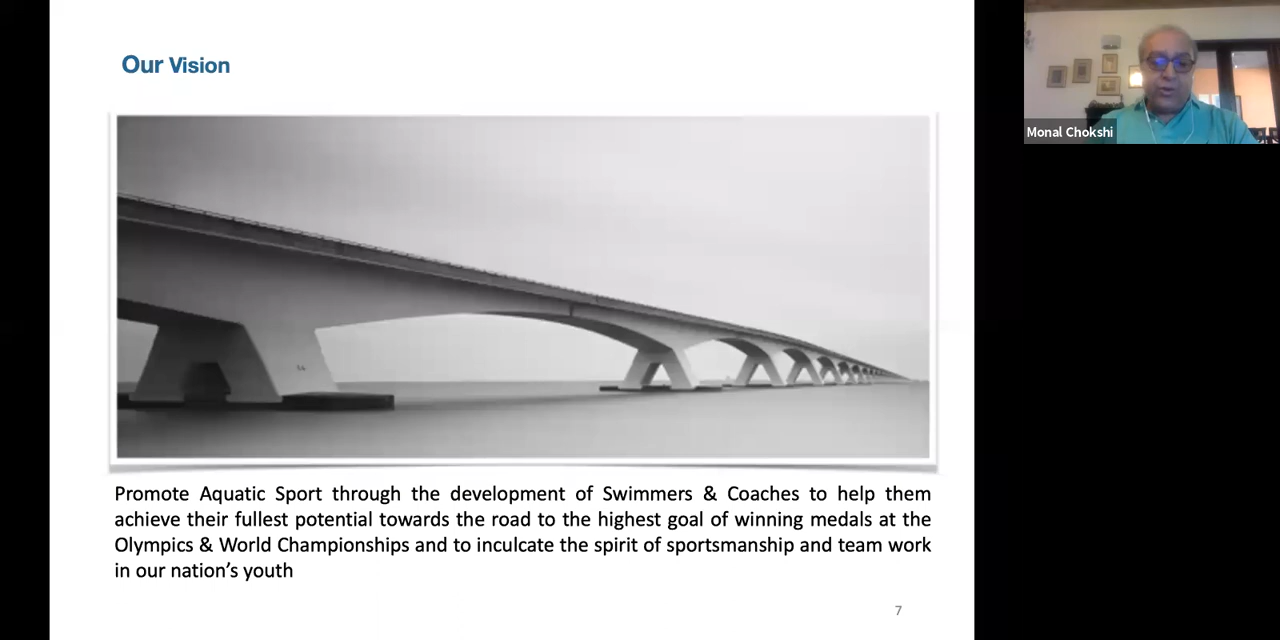 Our Vision
Monal Chokshi
Promote Aquatic Sport through the development of Swimmers & Coaches to help them
achieve their fullest potential towards the road to the highest goal of winning medals at the
Olympics & World Championships and to inculcate the spirit of sportsmanship and team work
in our nation’s youth
7